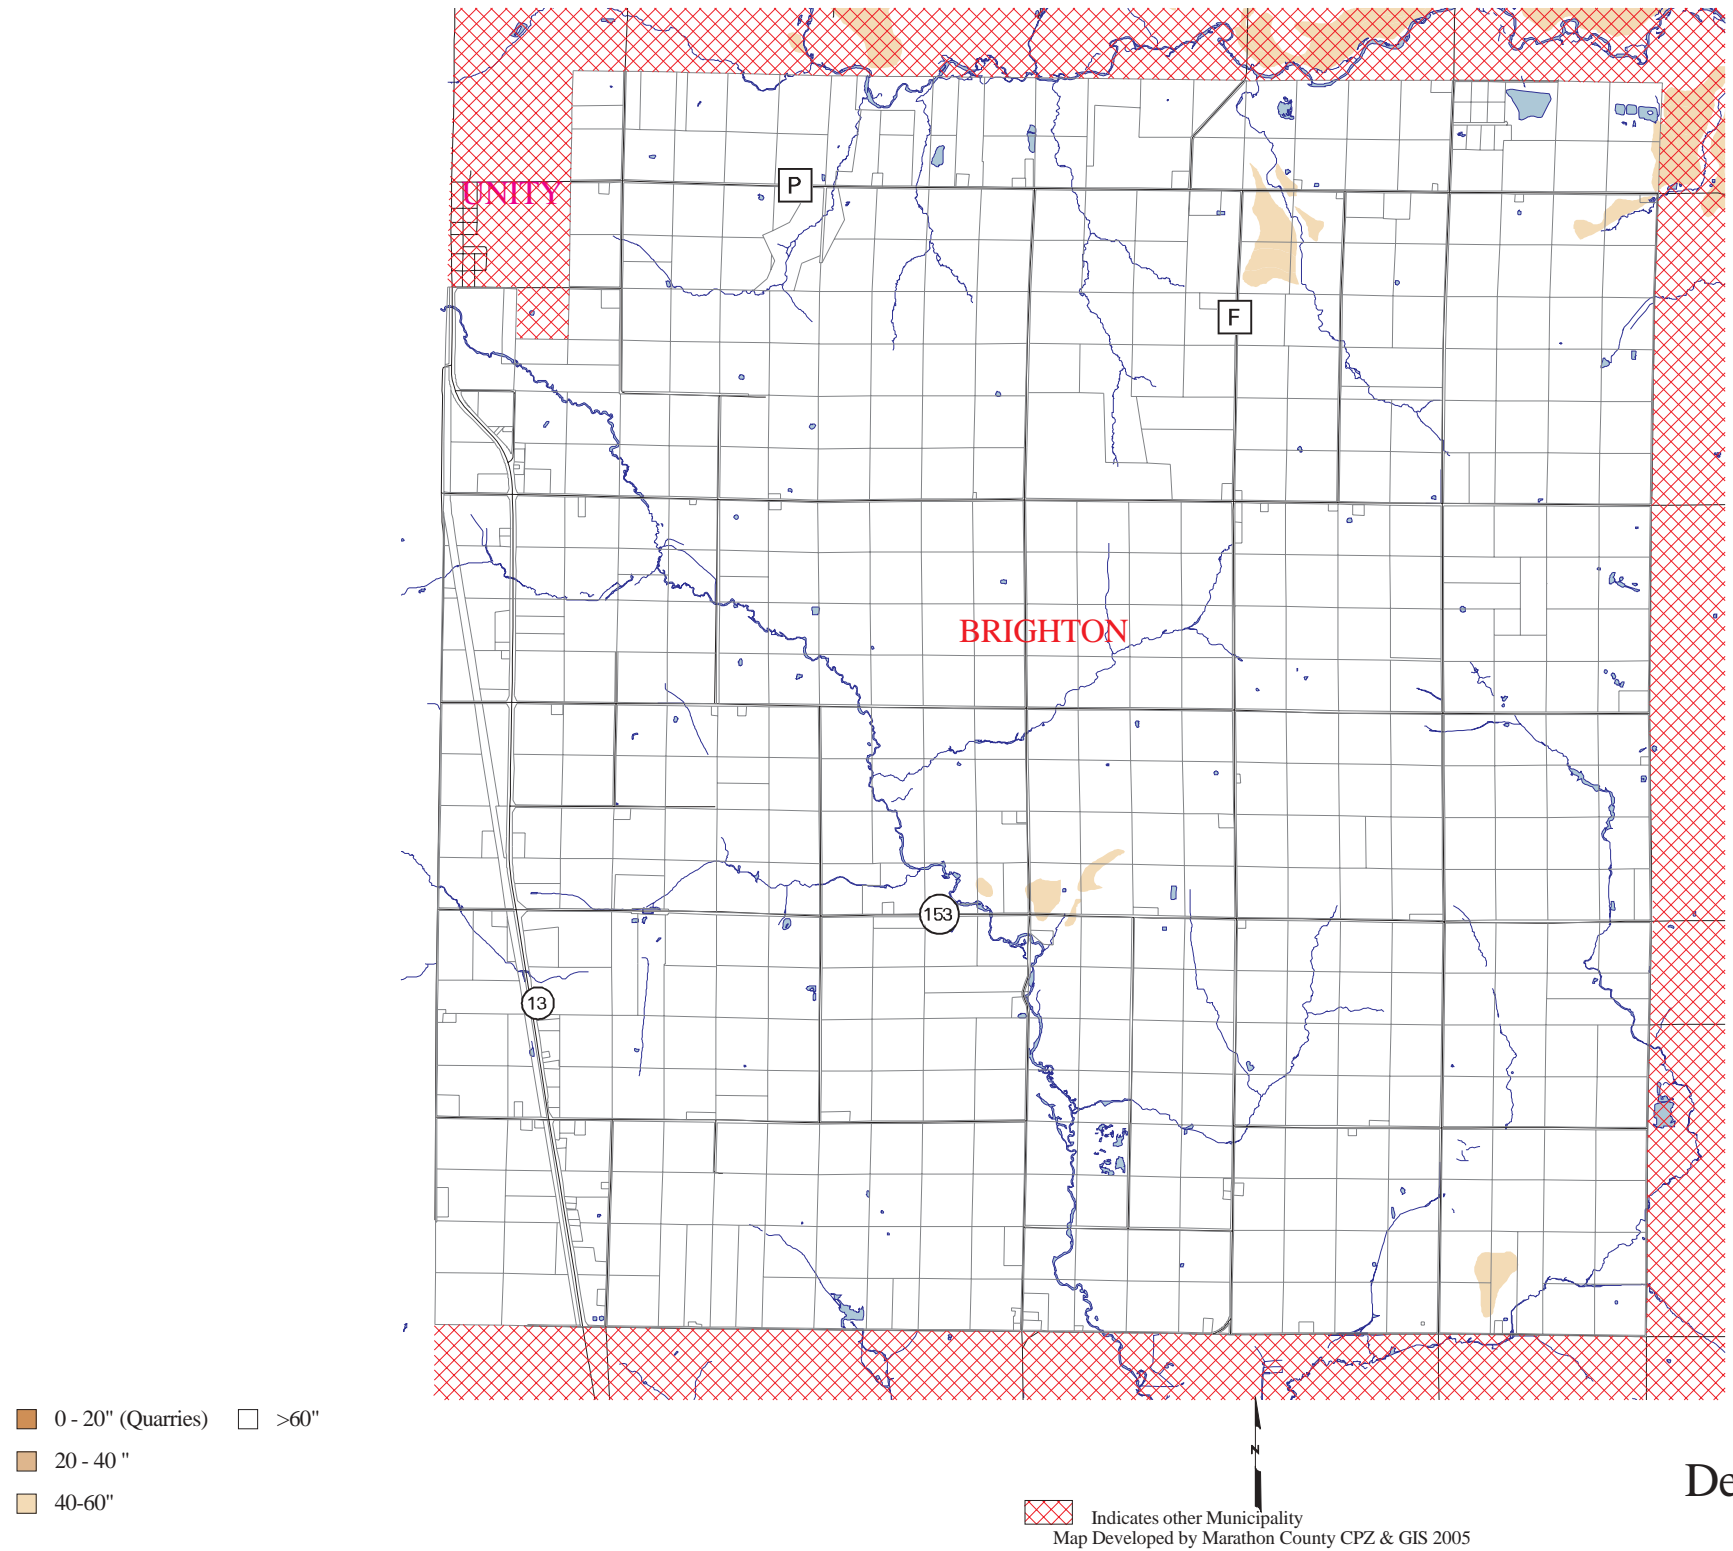 UNITY
P
F
BRIGHTON
153
13
0 - 20" (Quarries) >60"
20 - 40 "
40-60"
N
De
Indicates other Municipality
Map Developed by Marathon County CPZ & GIS 2005